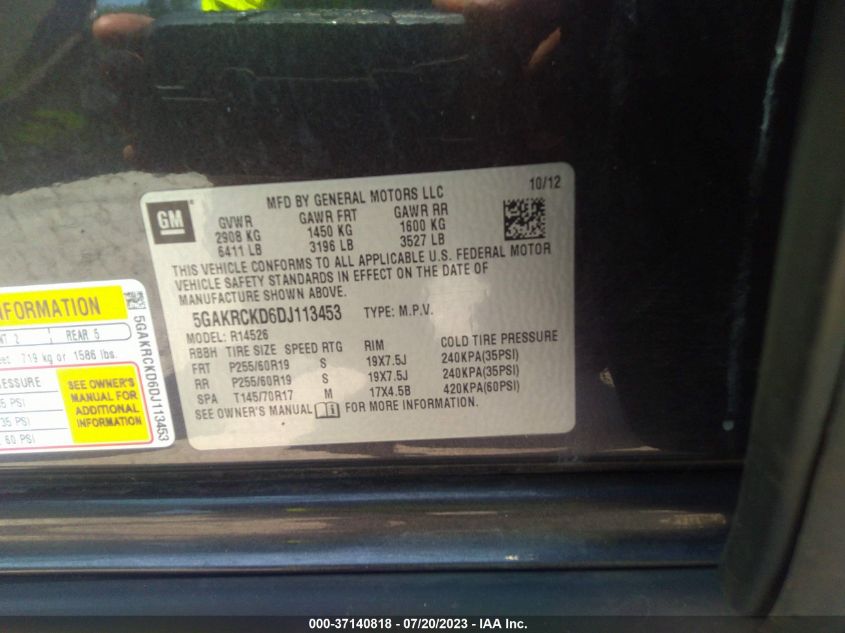 10/12
MFD BY GENERAL MOTORS LLC
GM
GVWR GAWR FRT GAWR RR
2908 KG 1450 KG 1600 KG
6411 LB 3196 LB 3527 LB
THIS VEHICLE CONFORMS TO ALL APPLICABLE U.S. FEDERAL MOTOR
VEHICLE SAFETY STANDARDS IN EFFECT ON THE DATE OF
MANUFACTURE SHOWN ABOVE.
5GAKRCKD6DJ113453 TYPE: M.P.V.
MODEL: R14526
RBBH TIRE SIZE SPEED RTG RIM COLD TIRE PRESSURE
FRT P255/60R19 S 19X7.5J 240KPA(35PSI)
RR P255/60R19 S 19X7.5J 240KPA(35PSI)
SPA T145/70R17 M 17X4.5B 420KPA(60PSI)
SEE OWNER'S MANUAL FOR MORE INFORMATION.
INFORMATION
2 REAR 5
719 kg or 1586 lbs.
PRESSURE
35 PSI
60 PSI
SEE OWNER'S
MANUAL FOR
ADDITIONAL
INFORMATION
5GAKRCKD6DJ113453
000-37140818 - 07/20/2023 - IAA Inc.